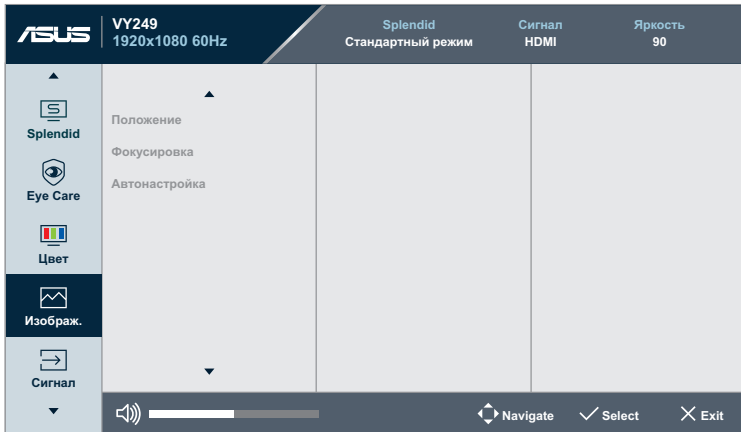 ASUS
VY249
1920x1080 60Hz
Splendid
Стандартный режим
Сигнал
HDMI
Яркость
90
Splendid
Eye Care
Цвет
Изображ.
Сигнал
Положение
Фокусировка
Автонастройка
Navigate
Select
Exit